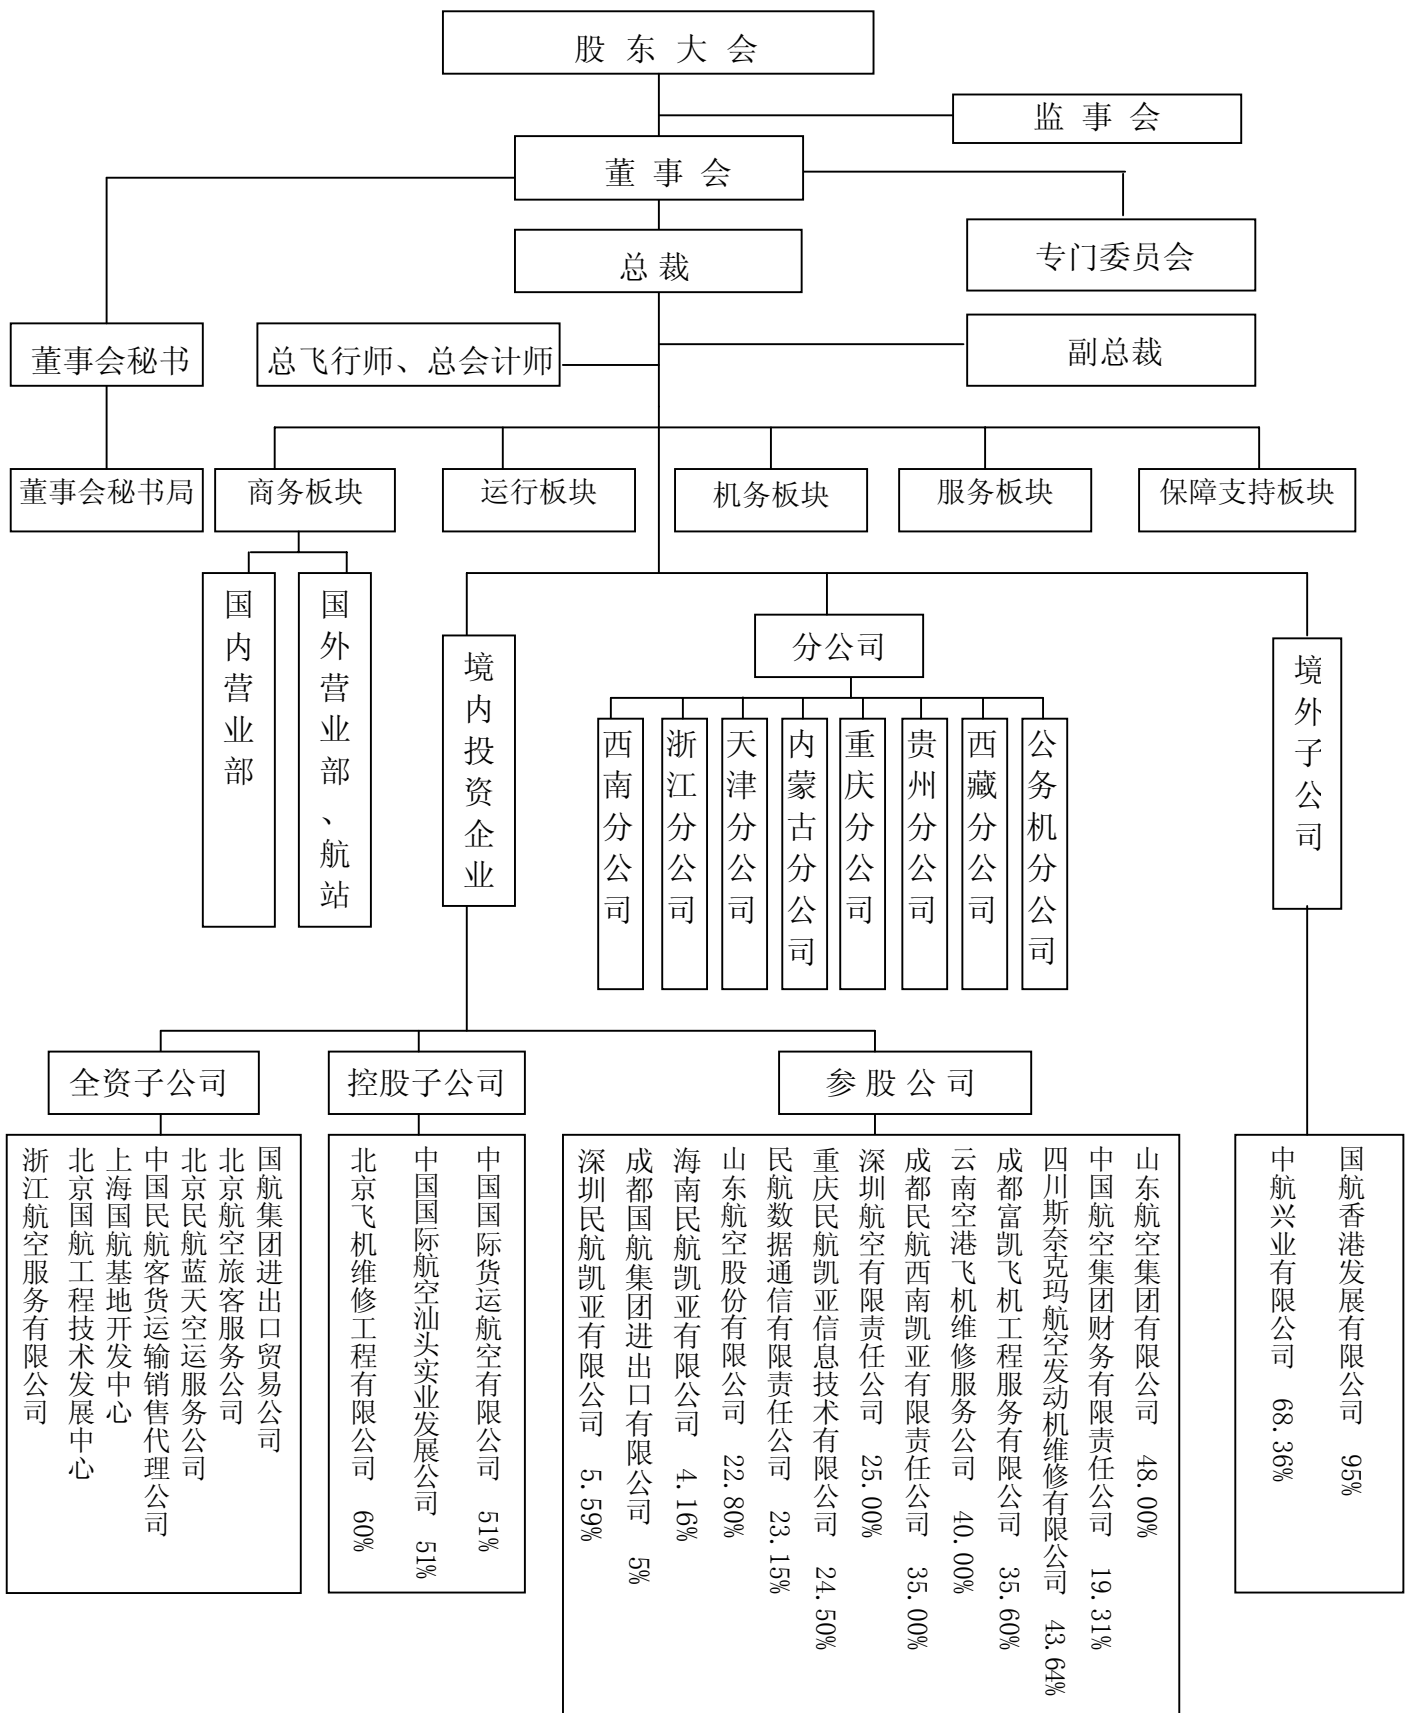 股 东 大 会
监 事 会
董 事 会
总 裁
专门委员会
董事会秘书
总飞行师、总会计师
副总裁
董事会秘书局
商务板块
运行板块
机务板块
服务板块
保障支持板块
国内营业部
国外营业部、航站
境内投资企业
分公司
境外子公司
西南分公司
浙江分公司
天津分公司
内蒙古分公司
重庆分公司
贵州分公司
西藏分公司
公务机分公司
全资子公司
控股子公司
参 股 公 司
浙江航空服务有限公司
北京国航工程技术发展中心
上海国航基地开发中心
中国民航客货运输销售代理公司
北京民航蓝天空运服务公司
北京航空旅客服务公司
国航集团进出口贸易公司
北京飞机维修工程有限公司 60%
中国国际航空汕头实业发展公司 51%
中国国际货运航空有限公司 51%
深圳民航凯亚有限公司 5.59%
成都国航集团进出口有限公司 5%
海南民航凯亚有限公司 4.16%
山东航空股份有限公司 22.80%
民航数据通信有限责任公司 23.15%
重庆民航凯亚信息技术有限公司 24.50%
深圳航空有限责任公司 25.00%
成都民航西南凯亚有限责任公司 35.00%
云南空港飞机维修服务公司 40.00%
成都富凯飞机工程服务有限公司 35.60%
四川斯奈克玛航空发动机维修有限公司 43.64%
中国航空集团财务有限责任公司 19.31%
山东航空集团有限公司 48.00%
中航兴业有限公司 68.36%
国航香港发展有限公司 95%